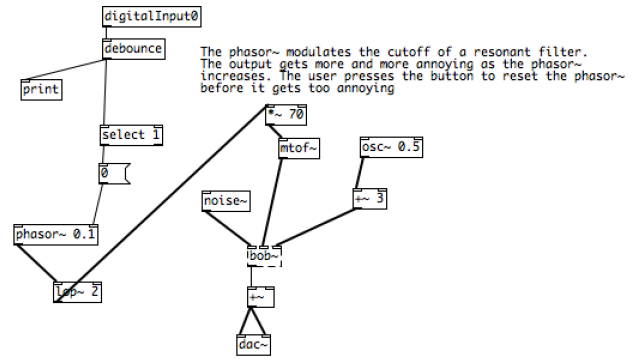 digitalInput0
debounce
The phasor~ modulates the cutoff of a resonant filter.
The output gets more and more annoying as the phasor~
increases. The user presses the button to reset the phasor~
before it gets too annoying
print
*~ 70
select 1
mtof~
osc~ 0.5
0
noise~
+~ 3
phasor~ 0.1
bob~
lop~ 2
+~
dac~